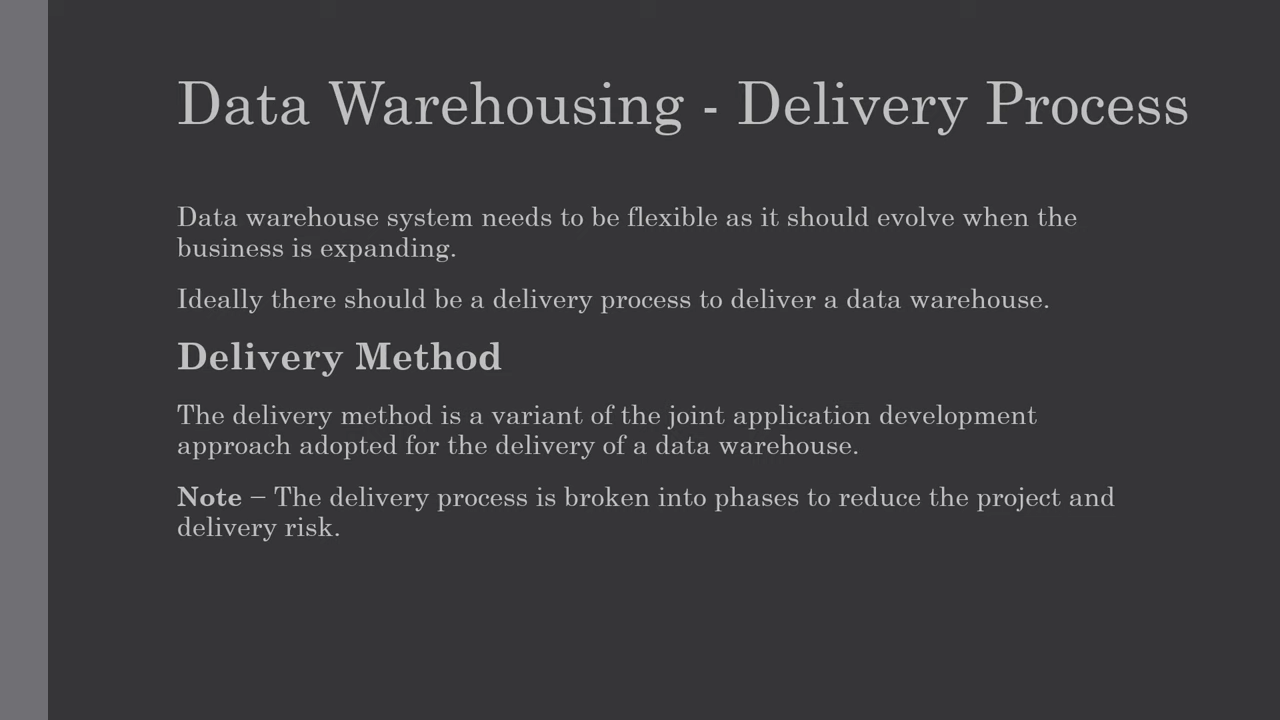 Data Warehousing - Delivery Process
Data warehouse system needs to be flexible as it should evolve when the
business is expanding.
Ideally there should be a delivery process to deliver a data warehouse.
Delivery Method
The delivery method is a variant of the joint application development
approach adopted for the delivery of a data warehouse.
Note – The delivery process is broken into phases to reduce the project and
delivery risk.